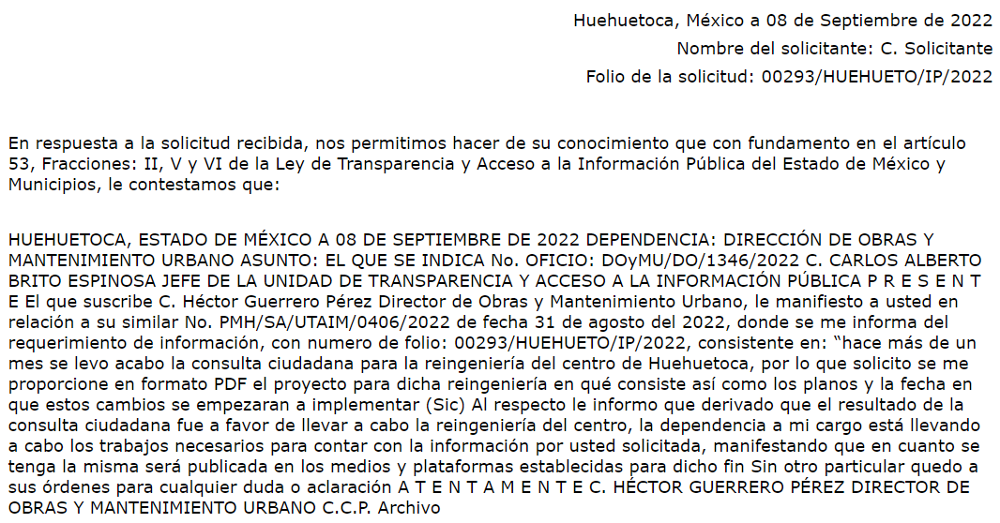 Huehuetoca, México a 08 de Septiembre de 2022
Nombre del solicitante: C. Solicitante
Folio de la solicitud: 00293/HUEHUETO/IP/2022
En respuesta a la solicitud recibida, nos permitimos hacer de su conocimiento que con fundamento en el artículo
53, Fracciones: II, V y VI de la Ley de Transparencia y Acceso a la Información Pública del Estado de México y
Municipios, le contestamos que:
HUEHUETOCA, ESTADO DE MÉXICO A 08 DE SEPTIEMBRE DE 2022 DEPENDENCIA: DIRECCIÓN DE OBRAS Y
MANTENIMIENTO URBANO ASUNTO: EL QUE SE INDICA No. OFICIO: DOyMU/DO/1346/2022 C. CARLOS ALBERTO
BRITO ESPINOSA JEFE DE LA UNIDAD DE TRANSPARENCIA Y ACCESO A LA INFORMACIÓN PÚBLICA P R E S E N T
E El que suscribe C. Héctor Guerrero Pérez Director de Obras y Mantenimiento Urbano, le manifiesto a usted en
relación a su similar No. PMH/SA/UTAIM/0406/2022 de fecha 31 de agosto del 2022, donde se me informa del
requerimiento de información, con numero de folio: 00293/HUEHUETO/IP/2022, consistente en: “hace más de un
mes se levo acabo la consulta ciudadana para la reingeniería del centro de Huehuetoca, por lo que solicito se me
proporcione en formato PDF el proyecto para dicha reingeniería en qué consiste así como los planos y la fecha en
que estos cambios se empezaran a implementar (Sic) Al respecto le informo que derivado que el resultado de la
consulta ciudadana fue a favor de llevar a cabo la reingeniería del centro, la dependencia a mi cargo está llevando
a cabo los trabajos necesarios para contar con la información por usted solicitada, manifestando que en cuanto se
tenga la misma será publicada en los medios y plataformas establecidas para dicho fin Sin otro particular quedo a
sus órdenes para cualquier duda o aclaración A T E N T A M E N T E C. HÉCTOR GUERRERO PÉREZ DIRECTOR DE
OBRAS Y MANTENIMIENTO URBANO C.C.P. Archivo